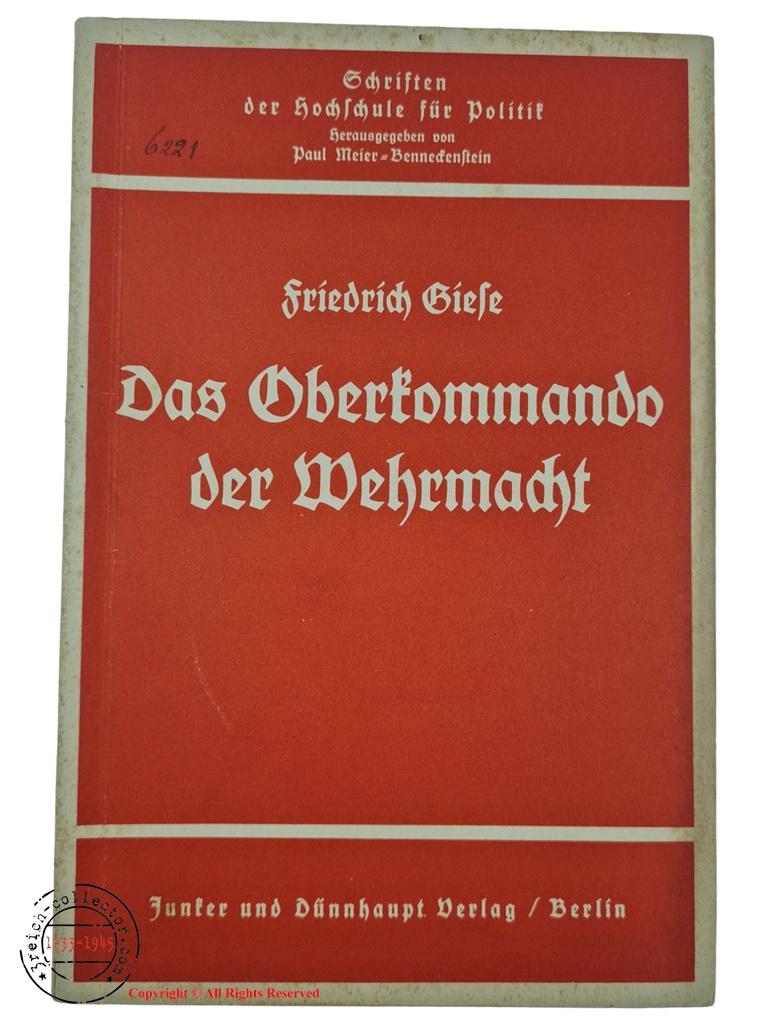 Schriften
der Hochschule für Politik
Herausgegeben von
Paul Meier=Benneckenstein
6221
Friedrich Giese
Das Oberkommando
der Wehrmacht
Junker und Dünnhaupt Verlag / Berlin
3reich-collector.com
1933-1945
Copyright © All Rights Reserved